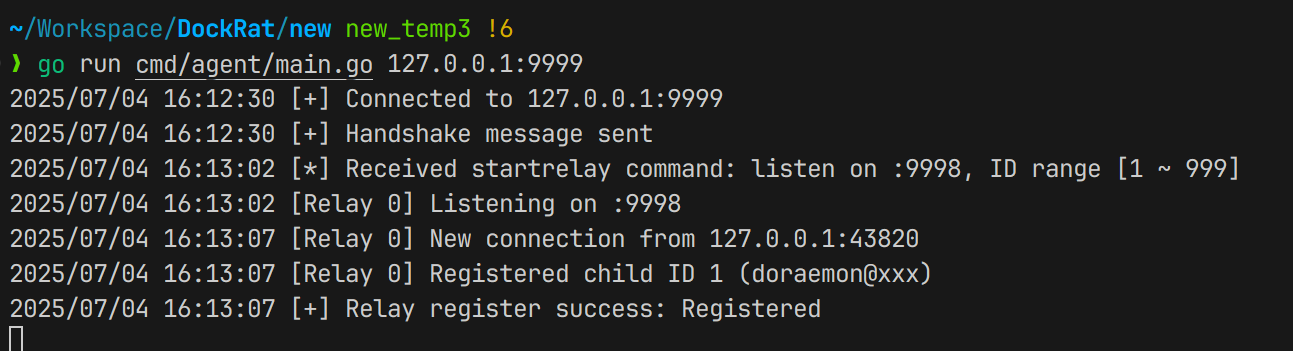 ~/Workspace/DockRat/new new_temp3 !6
❯ go run cmd/agent/main.go 127.0.0.1:9999
2025/07/04 16:12:30 [+] Connected to 127.0.0.1:9999
2025/07/04 16:12:30 [+] Handshake message sent
2025/07/04 16:13:02 [*] Received startrelay command: listen on :9998, ID range [1 ~ 999]
2025/07/04 16:13:02 [Relay 0] Listening on :9998
2025/07/04 16:13:07 [Relay 0] New connection from 127.0.0.1:43820
2025/07/04 16:13:07 [Relay 0] Registered child ID 1 (doraemon@xxx)
2025/07/04 16:13:07 [+] Relay register success: Registered